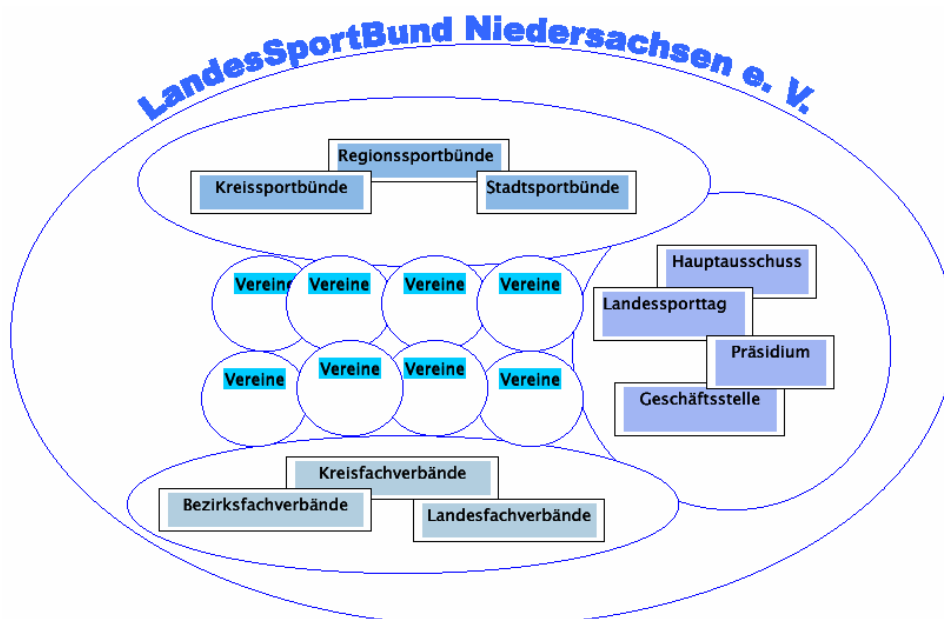 LandesSportBund Niedersachsen e. V.
Regionssportbünde
Kreissportbünde
Stadtsportbünde
Hauptausschuss
Landessporttag
Präsidium
Geschäftsstelle
Vereine
Vereine
Vereine
Vereine
Vereine
Vereine
Vereine
Vereine
Kreisfachverbände
Bezirksfachverbände
Landesfachverbände